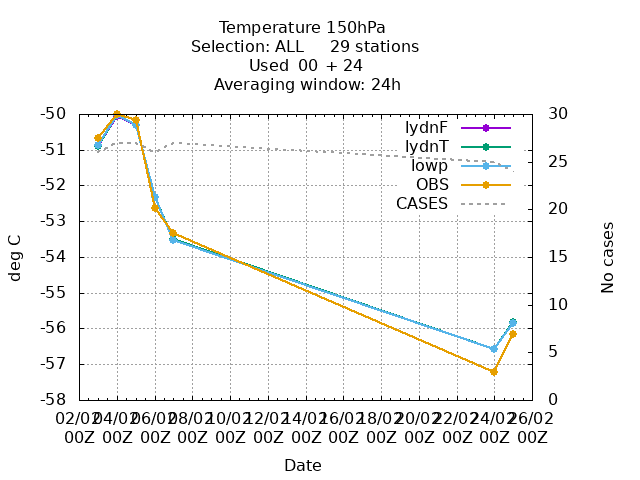 Temperature 150hPa
Selection: ALL     29 stations
Used  00  + 24
Averaging window: 24h
-50
-51
-52
-53
-54
-55
-56
-57
-58
30
25
20
15
10
5
0
lydnF
lydnT
lowp
OBS
CASES
deg C
No cases
02/02 04/02 06/02 08/02 10/02 12/02 14/02 16/02 18/02 20/02 22/02 24/02 26/02
00Z 00Z 00Z 00Z 00Z 00Z 00Z 00Z 00Z 00Z 00Z 00Z 00Z
Date